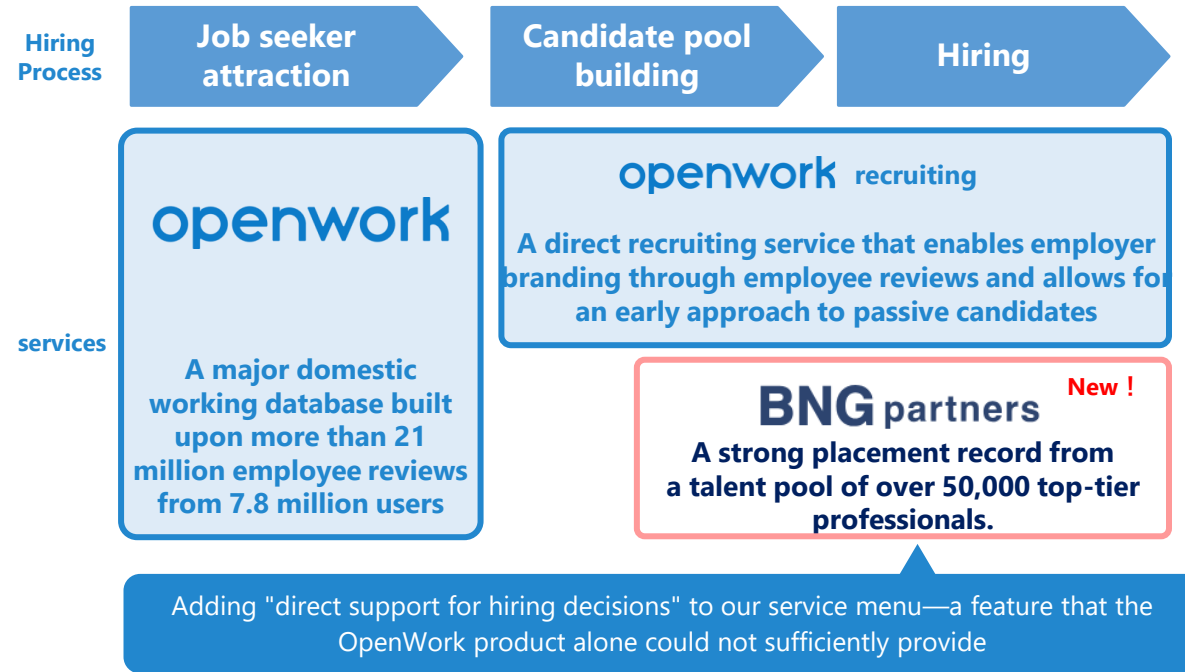 Hiring
Process
Job seeker
attraction
Candidate pool
building
Hiring
services
openwork
A major domestic
working database built
upon more than 21
million employee reviews
from 7.8 million users
openwork recruiting
A direct recruiting service that enables employer
branding through employee reviews and allows for
an early approach to passive candidates
New！
BNG partners
A strong placement record from
a talent pool of over 50,000 top-tier
professionals.
Adding "direct support for hiring decisions" to our service menu—a feature that the
OpenWork product alone could not sufficiently provide